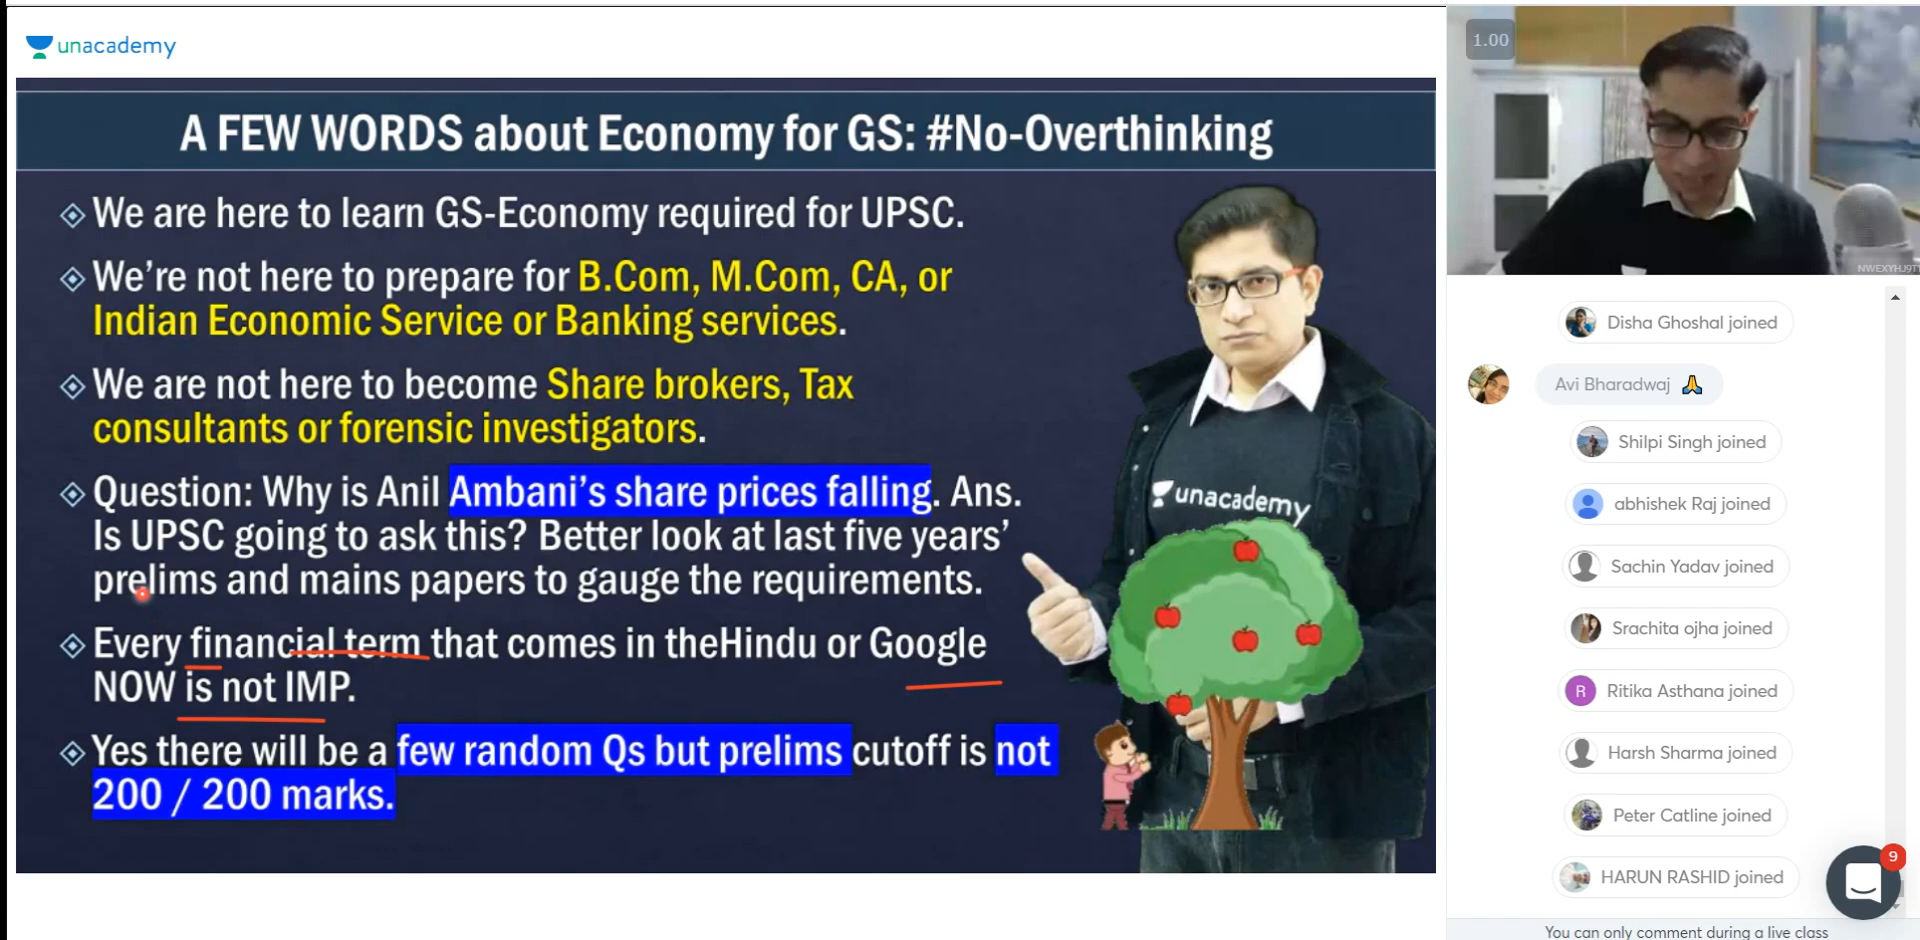 unacademy
A FEW WORDS about Economy for GS: #No-Overthinking
We are here to learn GS-Economy required for UPSC.
We're not here to prepare for B.Com, M.Com, CA, or
Indian Economic Service or Banking services.
We are not here to become Share brokers, Tax
consultants or forensic investigators.
Question: Why is Anil Ambani's share prices falling. Ans.
Is UPSC going to ask this? Better look at last five years'
prelims and mains papers to gauge the requirements.
Every financial term that comes in theHindu or Google
NOW is not IMP.
Yes there will be a few random Qs but prelims cutoff is not
200 / 200 marks.
unacademy
1.00
Disha Ghoshal joined
Avi Bharadwaj 🙏
Shilpi Singh joined
abhishek Raj joined
Sachin Yadav joined
Srachita ojha joined
R Ritika Asthana joined
Harsh Sharma joined
Peter Catline joined
HARUN RASHID joined
9
You can only comment during a live class